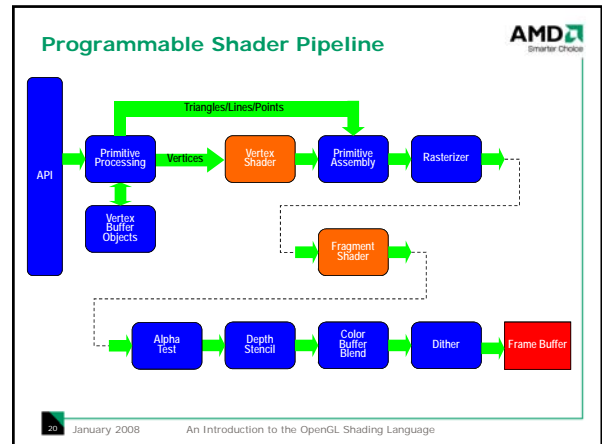 Programmable Shader Pipeline
AMD
Smarter Choice
Triangles/Lines/Points
API
Primitive
Processing
Vertices
Vertex
Shader
Primitive
Assembly
Rasterizer
Vertex
Buffer
Objects
Fragment
Shader
Alpha
Test
Depth
Stencil
Color
Buffer
Blend
Dither
Frame Buffer
20
January 2008
An Introduction to the OpenGL Shading Language